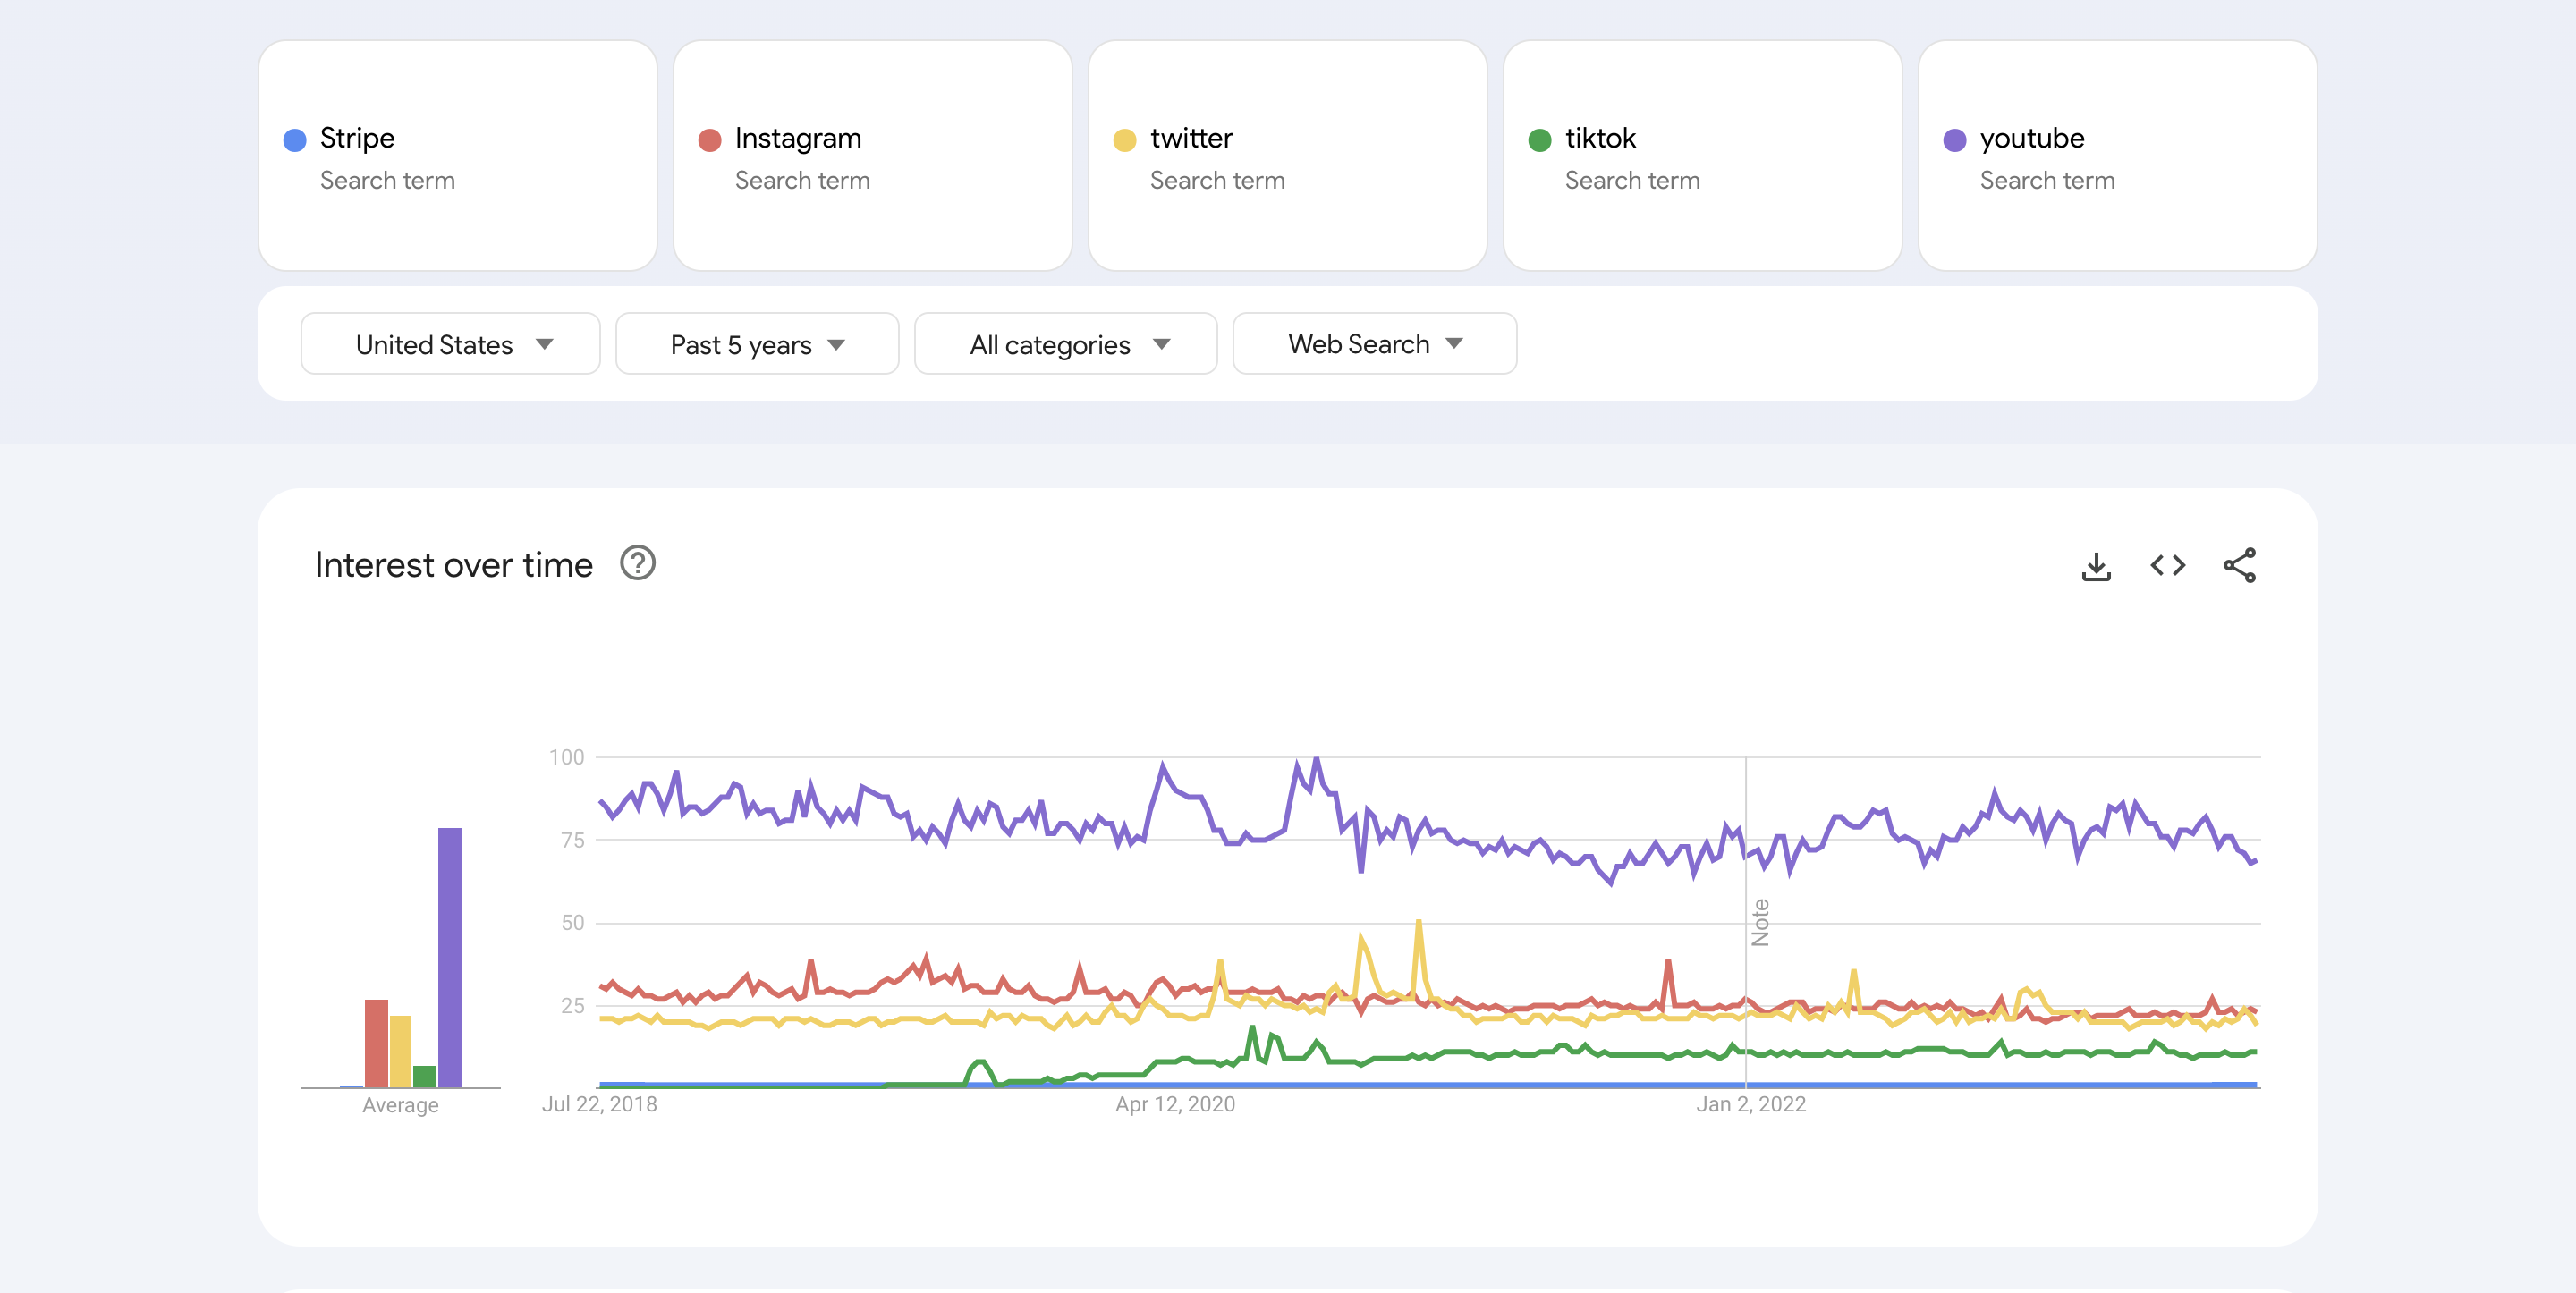 Stripe
Search term
Instagram
Search term
twitter
Search term
tiktok
Search term
youtube
Search term
United States
Past 5 years
All categories
Web Search
Interest over time
?
100
75
50
25
Note
Average
Jul 22, 2018
Apr 12, 2020
Jan 2, 2022